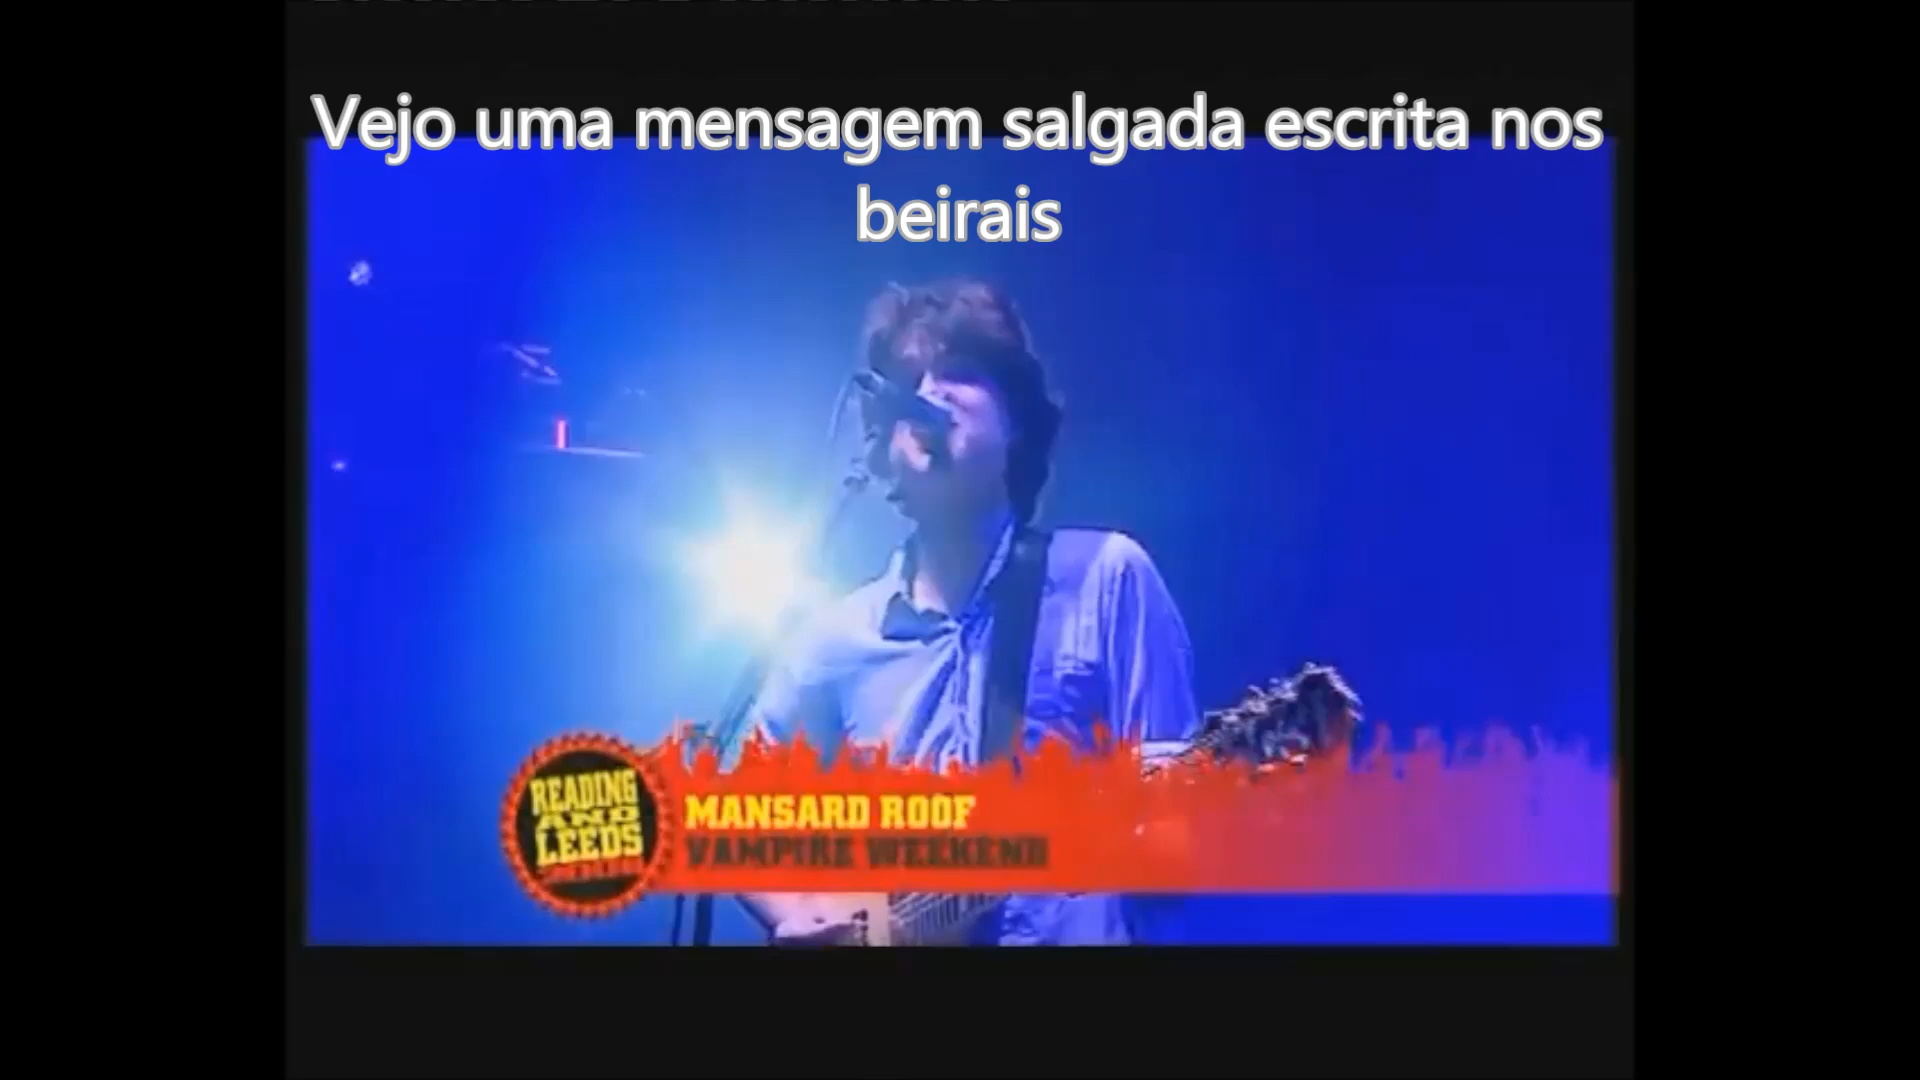 Vejo uma mensagem salgada escrita nos
beirais
READING
AND
LEEDS
MANSARD ROOF
VAMPIRE WEEKEND